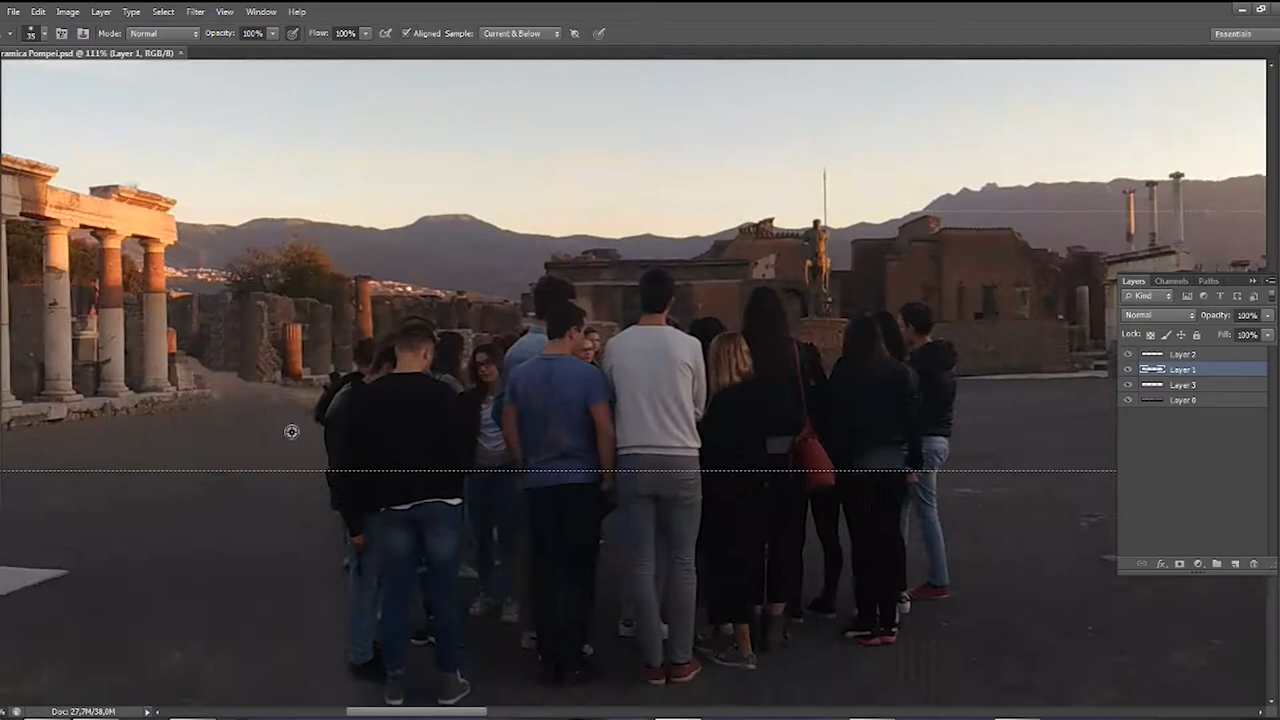 File Edit Image Layer Type Select Filter View Window Help
35 Mode: Normal Opacity: 100% Flow: 100% Aligned Sample: Current & Below Essentials
ramica Pompei.psd @ 111% (Layer 1, RGB/8) ×
Layers Channels Paths
Kind
Normal Opacity: 100%
Lock: Fill: 100%
Layer 2
Layer 1
Layer 3
Layer 0
fx
% Doc: 27,7M/38,0M